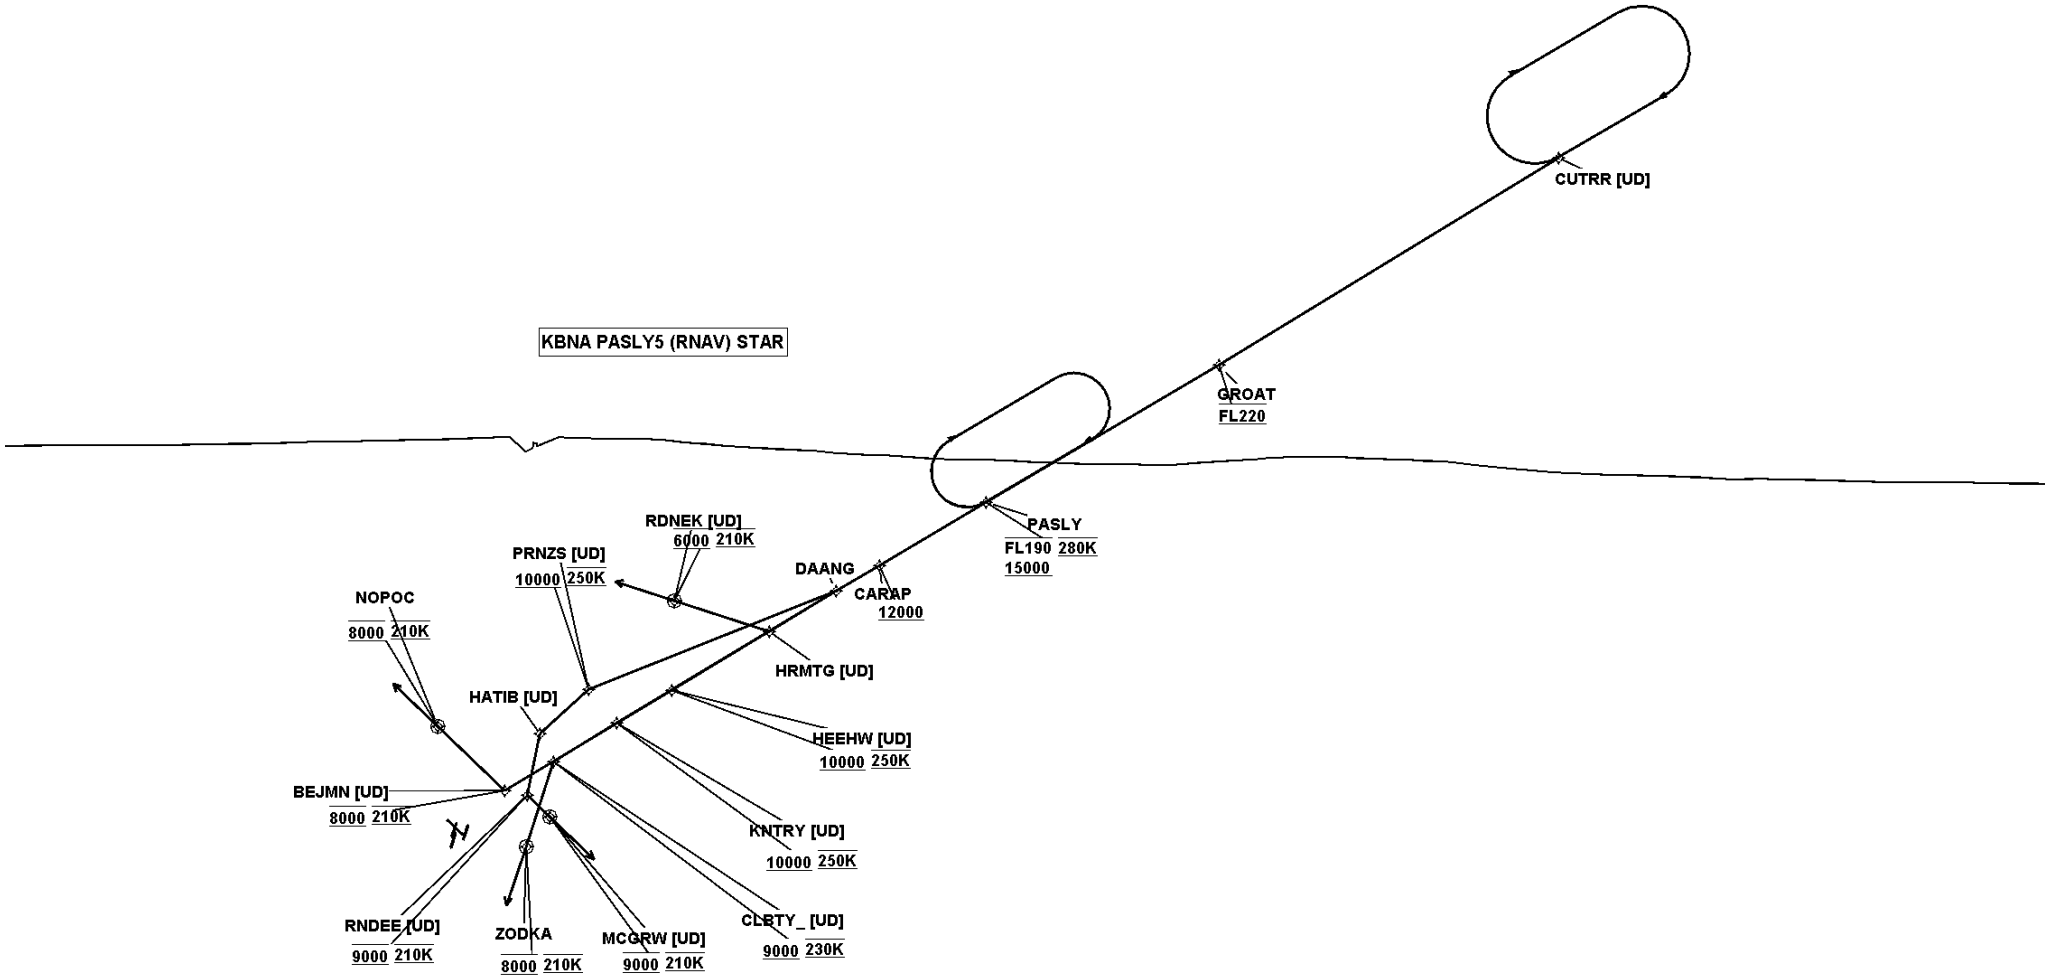 CUTRR [UD]
KBNA PASLY5 (RNAV) STAR
GROAT
FL220
RDNEK [UD]
6000 210K
PASLY
FL190 280K
15000
PRNZS [UD]
10000 250K
DAANG
CARAP
12000
NOPOC
8000 210K
HRMTG [UD]
HATIB [UD]
HEEHW [UD]
10000 250K
BEJMN [UD]
8000 210K
KNTRY [UD]
10000 250K
CLBTY_ [UD]
9000 230K
RNDEE [UD]
9000 210K
ZODKA
8000 210K
MCGRW [UD]
9000 210K